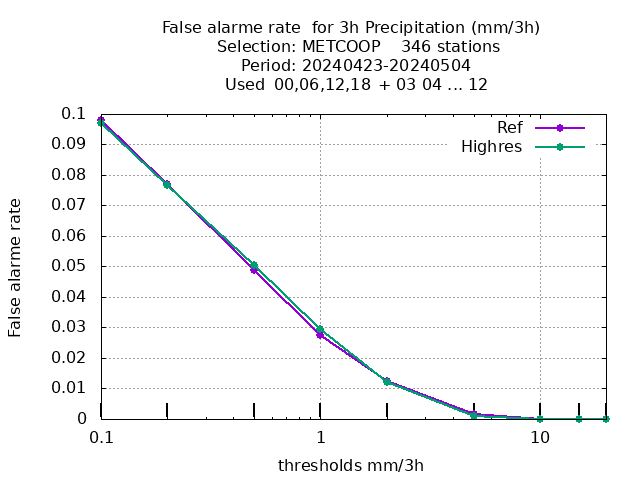 False alarme rate  for 3h Precipitation (mm/3h)
Selection: METCOOP    346 stations
Period: 20240423-20240504
Used  00,06,12,18  + 03 04 ... 12
Ref
Highres
0.1
0.09
0.08
0.07
0.06
0.05
0.04
0.03
0.02
0.01
0
False alarme rate
0.1 1 10
thresholds mm/3h